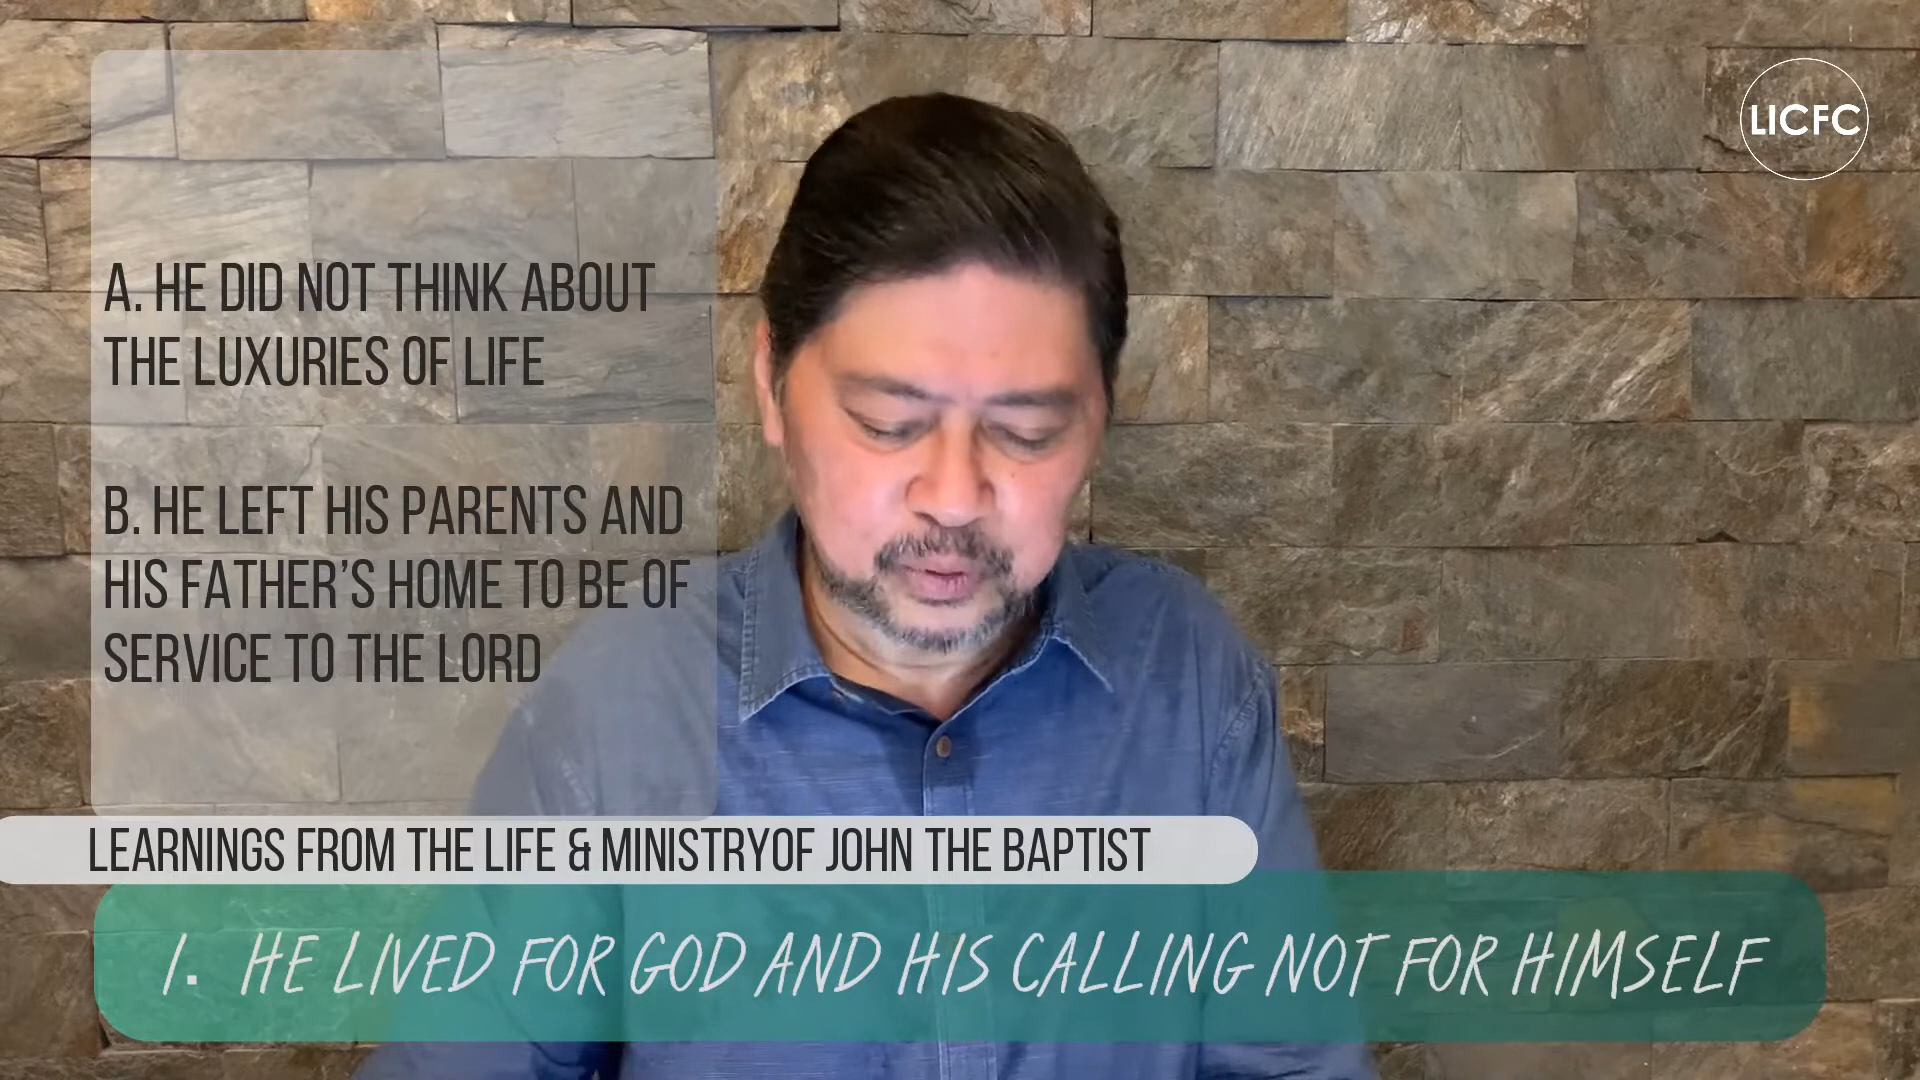 LICFC
A. HE DID NOT THINK ABOUT
THE LUXURIES OF LIFE
B. HE LEFT HIS PARENTS AND
HIS FATHER'S HOME TO BE OF
SERVICE TO THE LORD
LEARNINGS FROM THE LIFE & MINISTRYOF JOHN THE BAPTIST
1. HE LIVED FOR GOD AND HIS CALLING NOT FOR HIMSELF